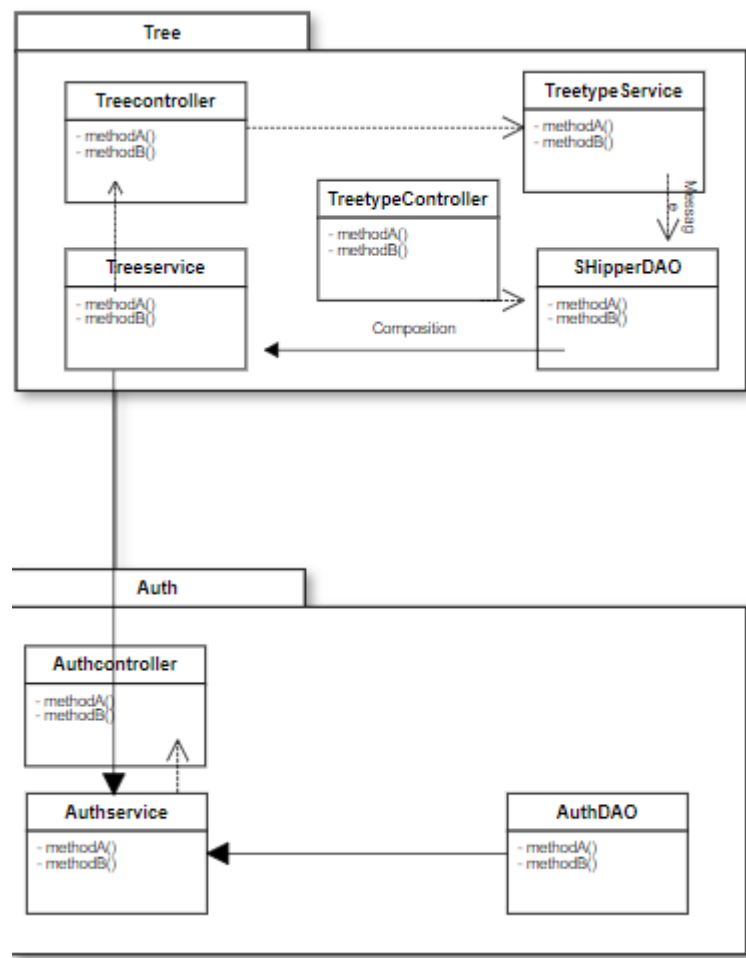 Tree
Treecontroller
- methodA()
- methodB()
TreetypeService
- methodA()
- methodB()
Messag
e
TreetypeController
- methodA()
- methodB()
Treeservice
- methodA()
- methodB()
SHipperDAO
- methodA()
- methodB()
Composition
Auth
Authcontroller
- methodA()
- methodB()
Authservice
- methodA()
- methodB()
AuthDAO
- methodA()
- methodB()